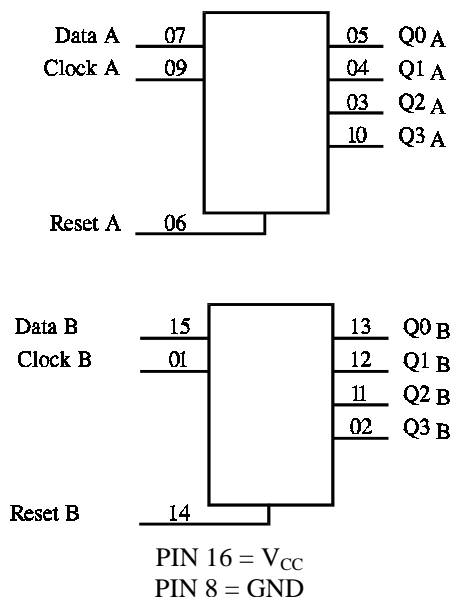 Data A 07 05 Q0 A
Clock A 09 04 Q1 A
03 Q2 A
10 Q3 A
Reset A 06
Data B 15 13 Q0 B
Clock B 01 12 Q1 B
11 Q2 B
02 Q3 B
Reset B 14
PIN 16 = VCC
PIN 8 = GND